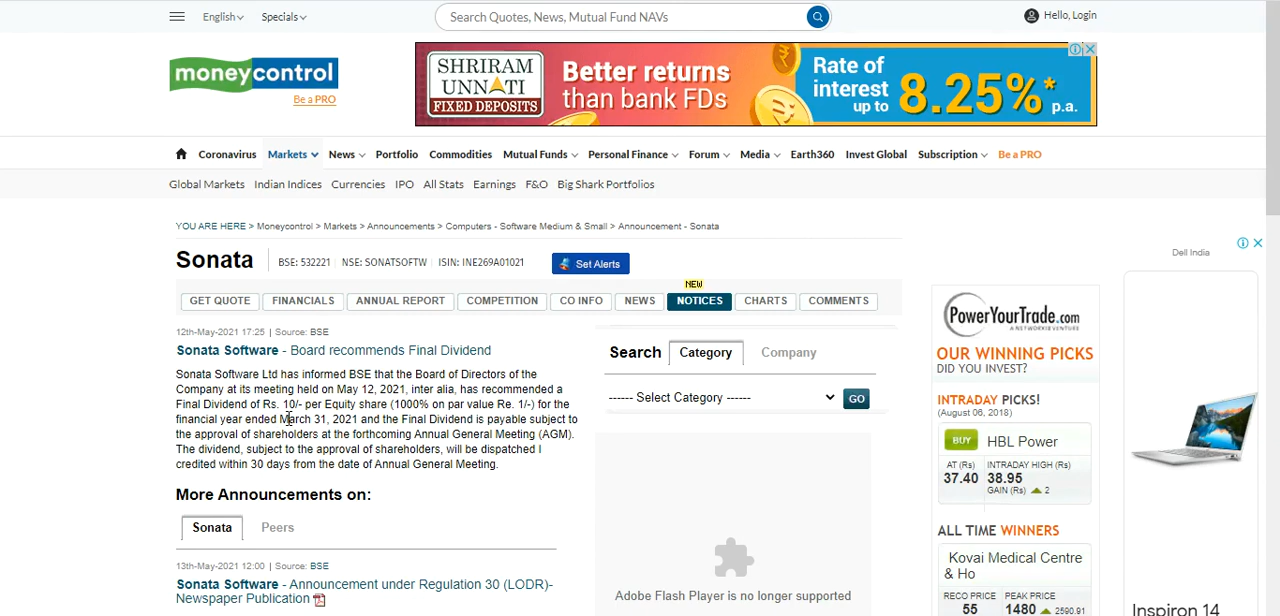 English
Specials
Search Quotes, News, Mutual Fund NAVs
Hello, Login
moneycontrol
Be a PRO
SHRIRAM
UNNATI
FIXED DEPOSITS
Better returns
than bank FDs
Rate of
interest
up to
8.25%*
p.a.
Coronavirus Markets News Portfolio Commodities Mutual Funds Personal Finance Forum Media Earth360 Invest Global Subscription Be a PRO
Global Markets Indian Indices Currencies IPO All Stats Earnings F&O Big Shark Portfolios
YOU ARE HERE > Moneycontrol > Markets > Announcements > Computers - Software Medium & Small > Announcement - Sonata
Sonata
BSE: 532221 | NSE: SONATSOFTW | ISIN: INE269A01021
Set Alerts
NEW
GET QUOTE FINANCIALS ANNUAL REPORT COMPETITION CO INFO NEWS NOTICES CHARTS COMMENTS
12th-May-2021 17:25 | Source: BSE
Sonata Software - Board recommends Final Dividend
Sonata Software Ltd has informed BSE that the Board of Directors of the
Company at its meeting held on May 12, 2021, inter alia, has recommended a
Final Dividend of Rs. 10/- per Equity share (1000% on par value Re. 1/-) for the
financial year ended March 31, 2021 and the Final Dividend is payable subject to
the approval of shareholders at the forthcoming Annual General Meeting (AGM).
The dividend, subject to the approval of shareholders, will be dispatched I
credited within 30 days from the date of Annual General Meeting.
More Announcements on:
Sonata
Peers
13th-May-2021 12:00 | Source: BSE
Sonata Software - Announcement under Regulation 30 (LODR)-
Newspaper Publication
Search
Category
Company
------ Select Category ------
GO
Adobe Flash Player is no longer supported
PowerYourTrade.com
A NETWORK18 VENTURE
OUR WINNING PICKS
DID YOU INVEST?
INTRADAY PICKS!
(August 06, 2018)
BUY
HBL Power
AT (Rs)
37.40
INTRADAY HIGH (Rs)
38.95
GAIN (Rs) 2
ALL TIME WINNERS
Kovai Medical Centre
& Ho
RECO PRICE
55
PEAK PRICE
1480 2590.91
Dell India
Inspiron 14